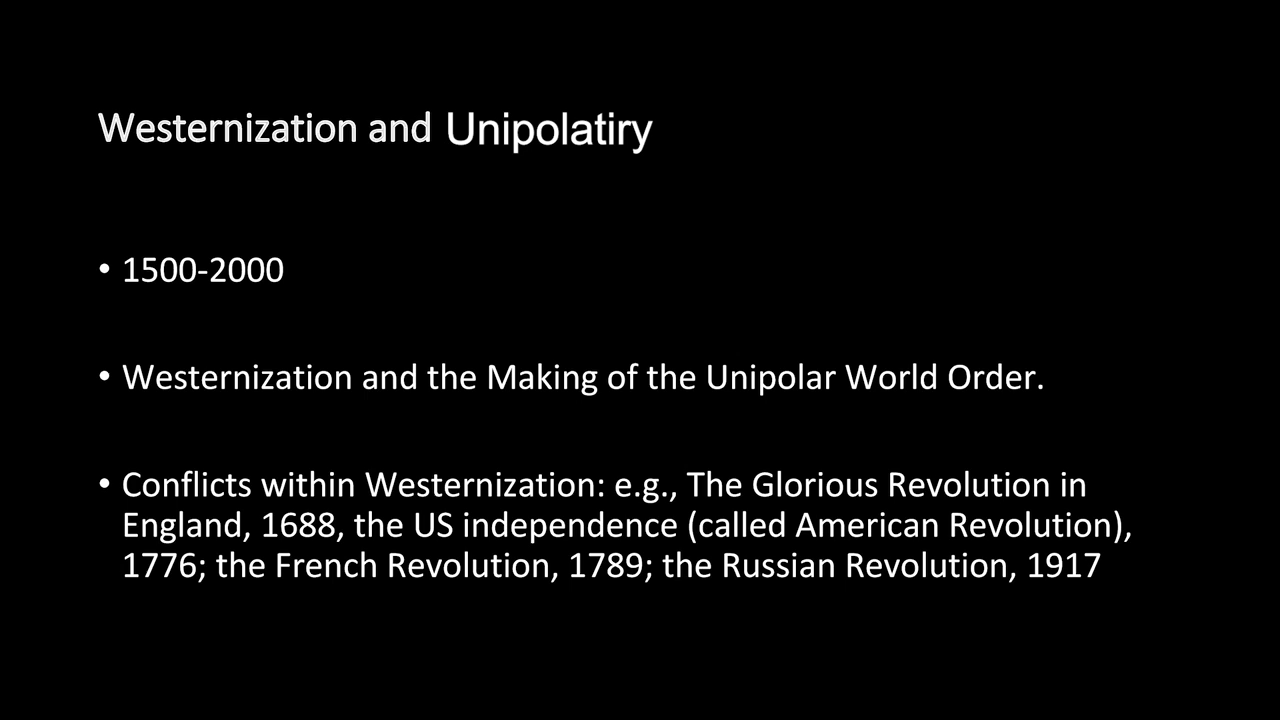 Westernization and Unipolatiry
• 1500-2000
• Westernization and the Making of the Unipolar World Order.
• Conflicts within Westernization: e.g., The Glorious Revolution in
England, 1688, the US independence (called American Revolution),
1776; the French Revolution, 1789; the Russian Revolution, 1917